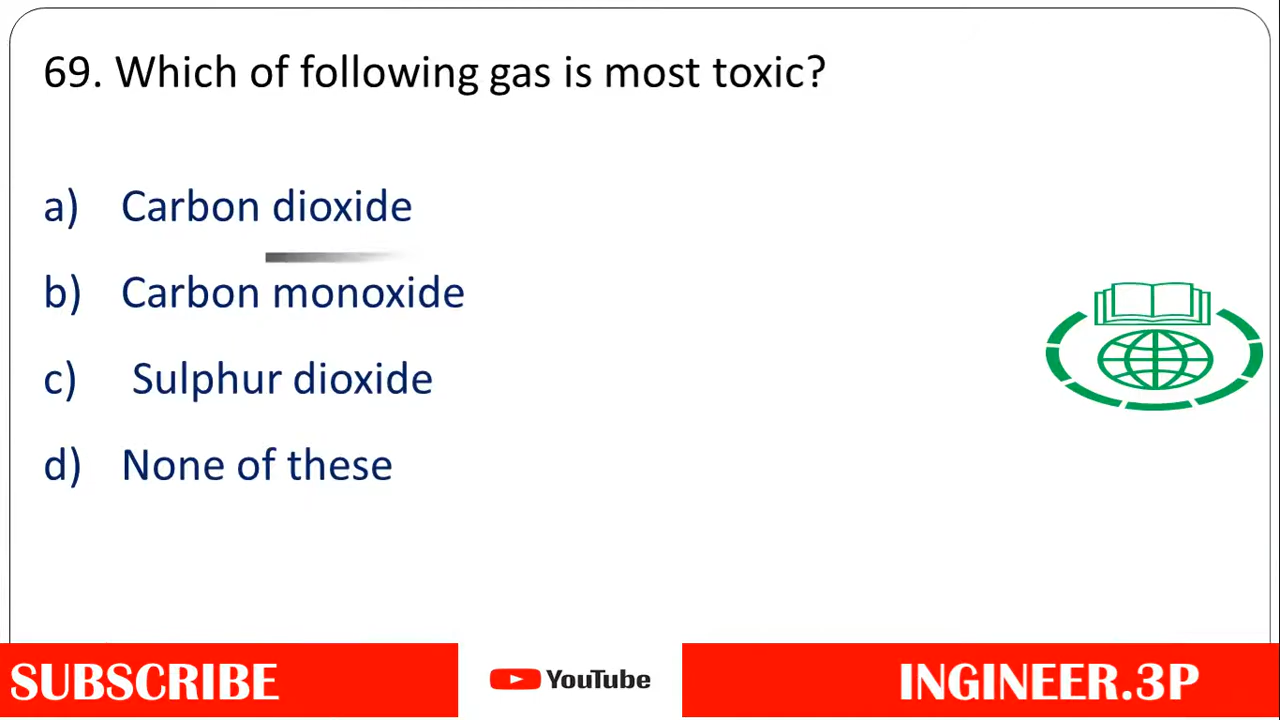 69. Which of following gas is most toxic?
a) Carbon dioxide
b) Carbon monoxide
c) Sulphur dioxide
d) None of these
SUBSCRIBE YouTube INGINEER.3P